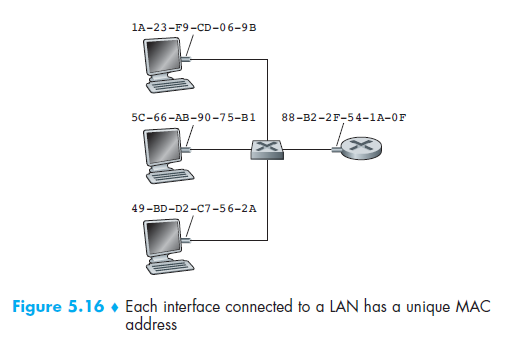 1A-23-F9-CD-06-9B
5C-66-AB-90-75-B1 88-B2-2F-54-1A-0F
49-BD-D2-C7-56-2A
Figure 5.16 ♦ Each interface connected to a LAN has a unique MAC
address